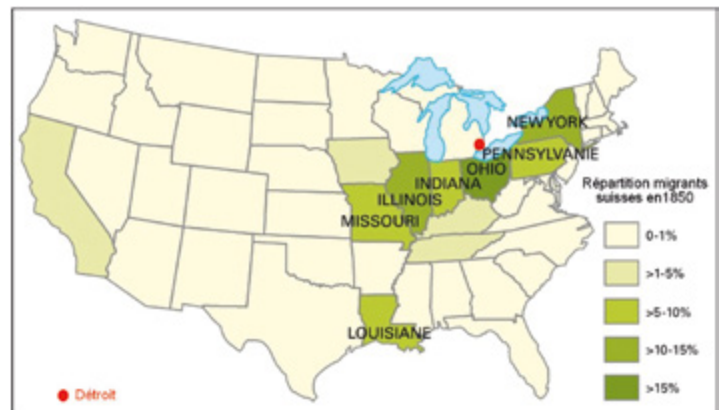 NEW YORK
PENNSYLVANIE
OHIO
INDIANA
ILLINOIS
MISSOURI
LOUISIANE
Répartition migrants
suisses en1850
0-1%
>1-5%
>5-10%
>10-15%
>15%
Détroit